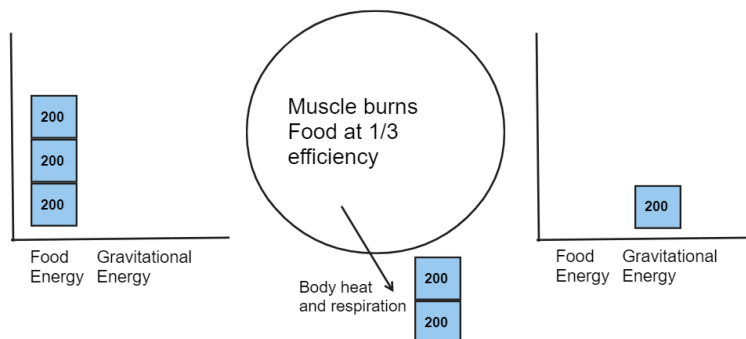 200
200
200
Food Gravitational
Energy Energy
Muscle burns
Food at 1/3
efficiency
Body heat
and respiration
200
200
200
Food Gravitational
Energy Energy